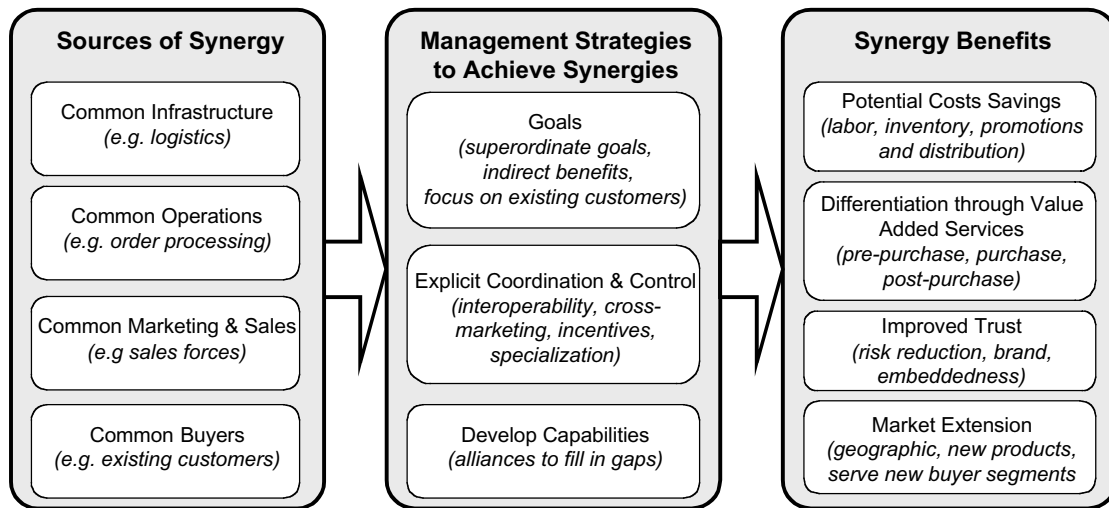 Sources of Synergy
Common Infrastructure
(e.g. logistics)
Common Operations
(e.g. order processing)
Common Marketing & Sales
(e.g sales forces)
Common Buyers
(e.g. existing customers)
Management Strategies
to Achieve Synergies
Goals
(superordinate goals,
indirect benefits,
focus on existing customers)
Explicit Coordination & Control
(interoperability, cross-
marketing, incentives,
specialization)
Develop Capabilities
(alliances to fill in gaps)
Synergy Benefits
Potential Costs Savings
(labor, inventory, promotions
and distribution)
Differentiation through Value
Added Services
(pre-purchase, purchase,
post-purchase)
Improved Trust
(risk reduction, brand,
embeddedness)
Market Extension
(geographic, new products,
serve new buyer segments